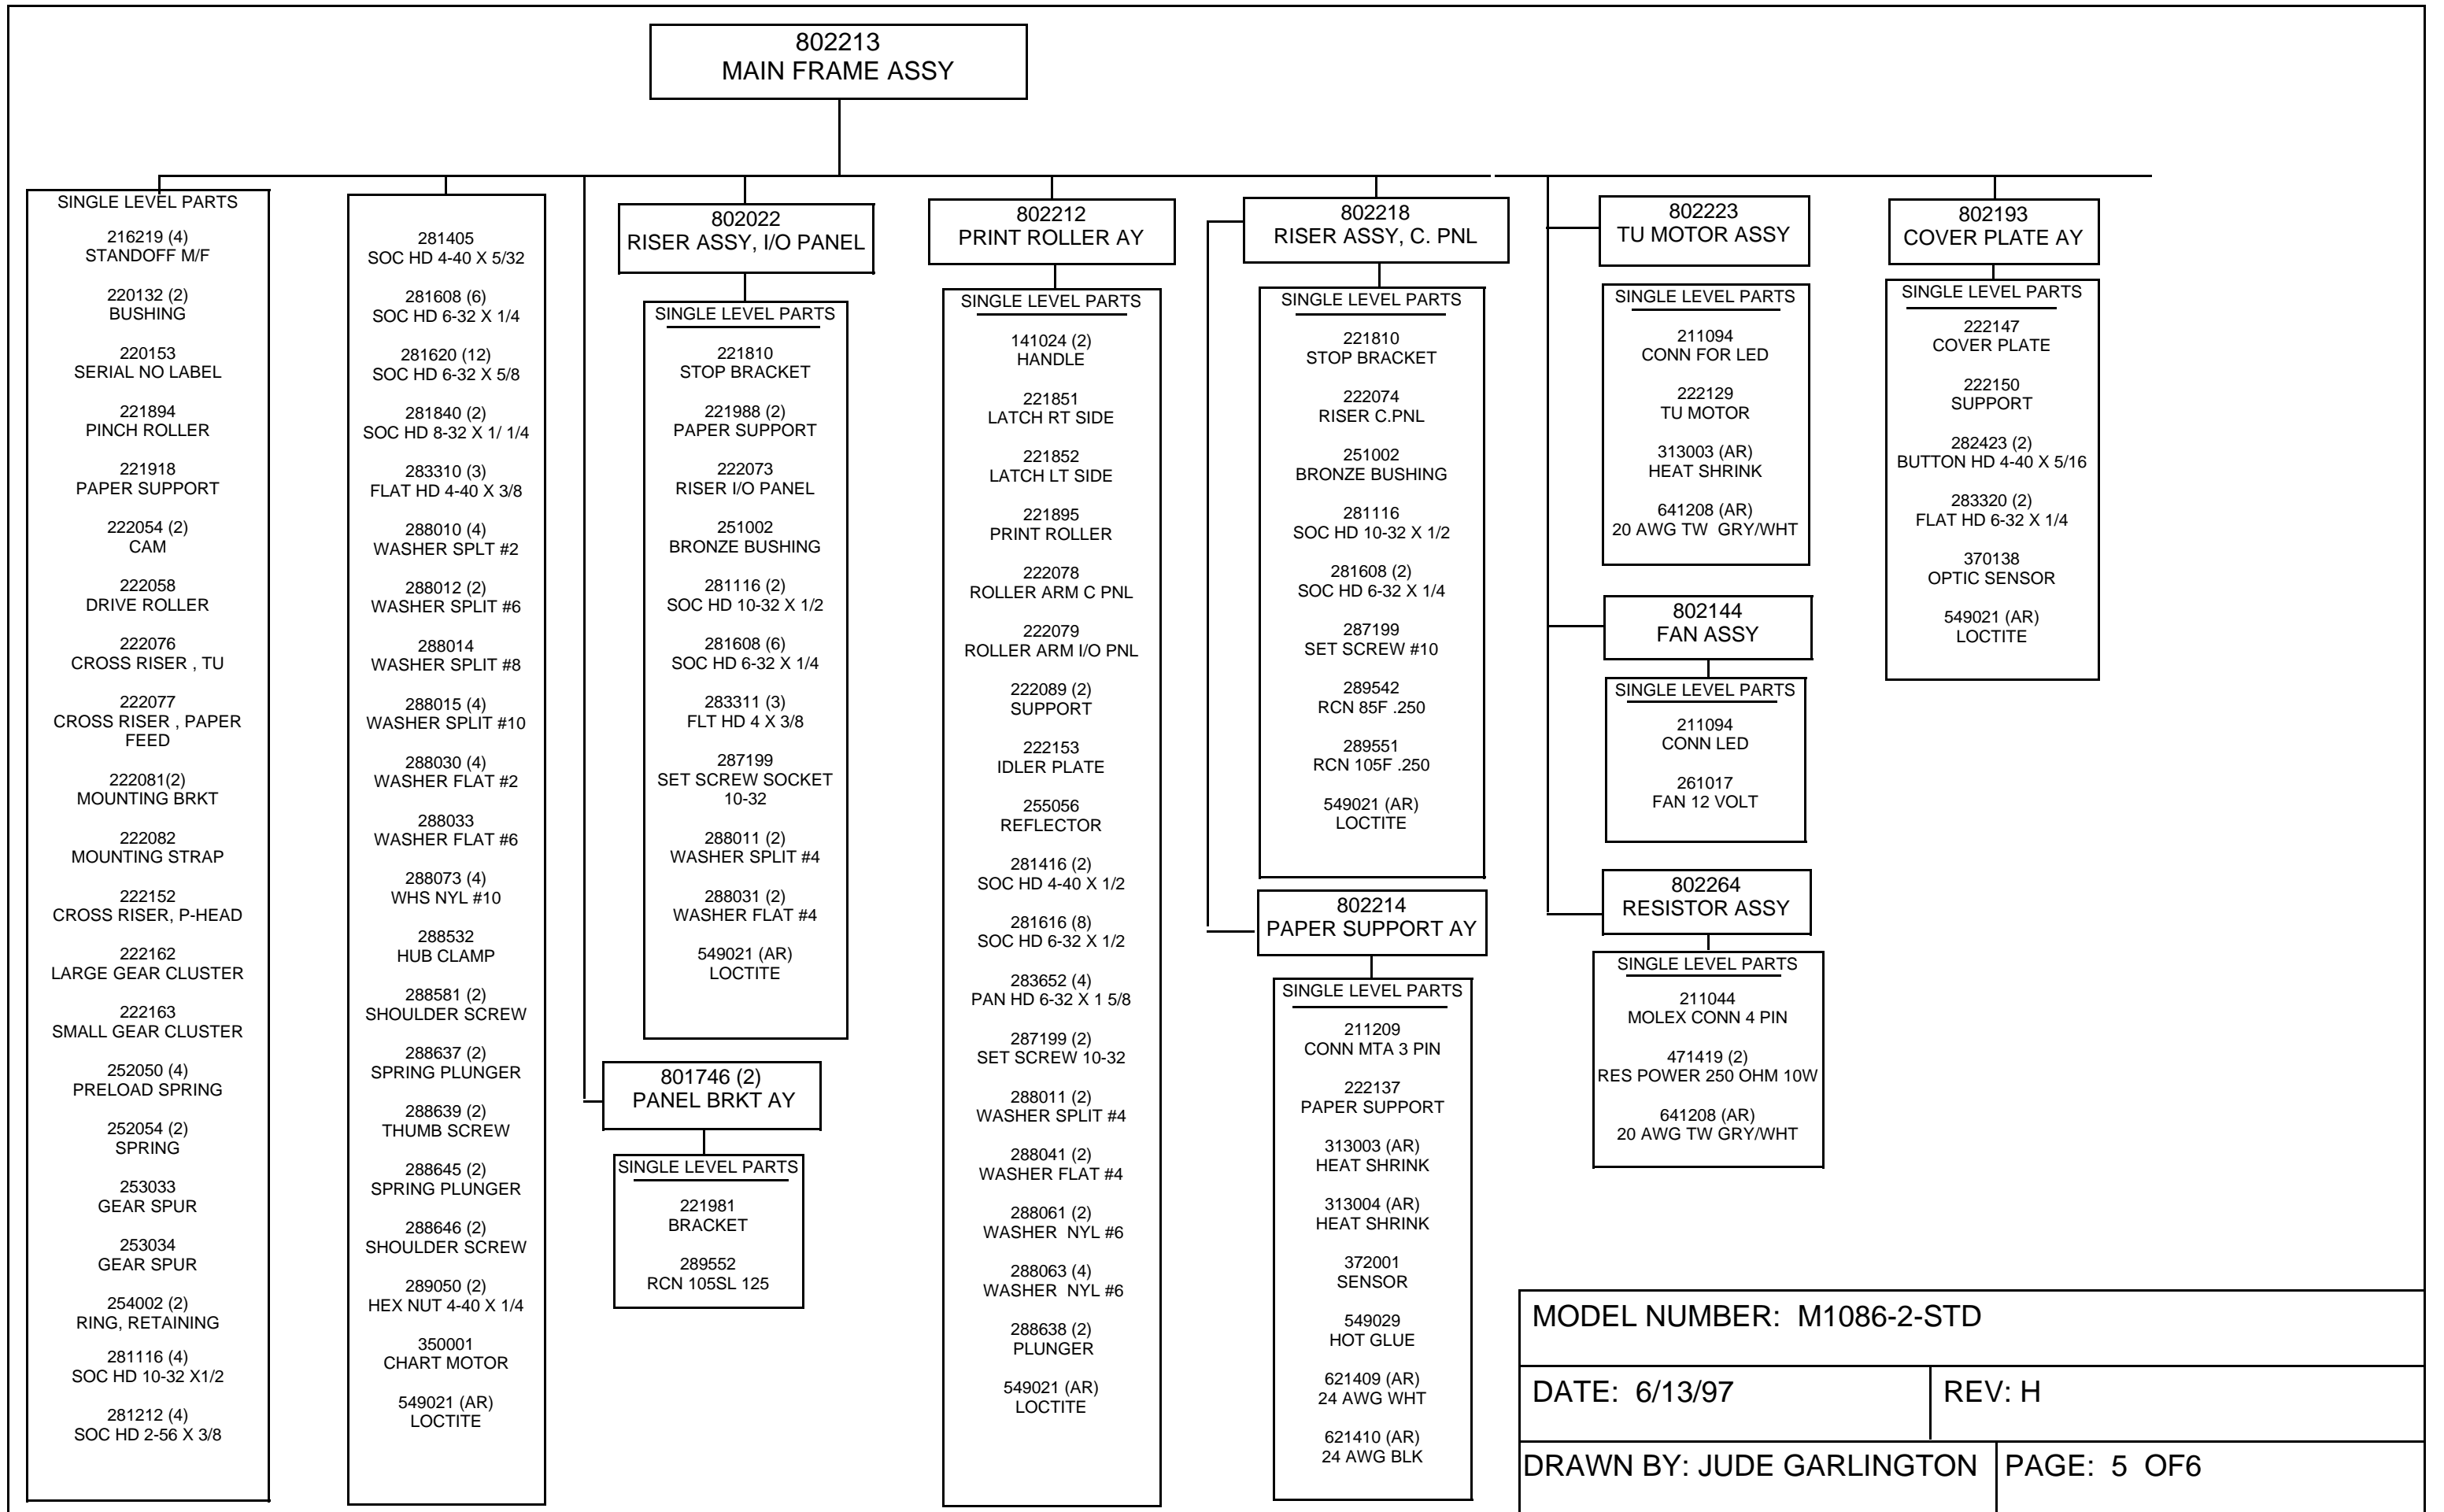 802213
MAIN FRAME ASSY
SINGLE LEVEL PARTS
216219 (4)
STANDOFF M/F
220132 (2)
BUSHING
220153
SERIAL NO LABEL
221894
PINCH ROLLER
221918
PAPER SUPPORT
222054 (2)
CAM
222058
DRIVE ROLLER
222076
CROSS RISER , TU
222077
CROSS RISER , PAPER
FEED
222081(2)
MOUNTING BRKT
222082
MOUNTING STRAP
222152
CROSS RISER, P-HEAD
222162
LARGE GEAR CLUSTER
222163
SMALL GEAR CLUSTER
252050 (4)
PRELOAD SPRING
252054 (2)
SPRING
253033
GEAR SPUR
253034
GEAR SPUR
254002 (2)
RING, RETAINING
281116 (4)
SOC HD 10-32 X1/2
281212 (4)
SOC HD 2-56 X 3/8
281405
SOC HD 4-40 X 5/32
281608 (6)
SOC HD 6-32 X 1/4
281620 (12)
SOC HD 6-32 X 5/8
281840 (2)
SOC HD 8-32 X 1/ 1/4
283310 (3)
FLAT HD 4-40 X 3/8
288010 (4)
WASHER SPLT #2
288012 (2)
WASHER SPLIT #6
288014
WASHER SPLIT #8
288015 (4)
WASHER SPLIT #10
288030 (4)
WASHER FLAT #2
288033
WASHER FLAT #6
288073 (4)
WHS NYL #10
288532
HUB CLAMP
288581 (2)
SHOULDER SCREW
288637 (2)
SPRING PLUNGER
288639 (2)
THUMB SCREW
288645 (2)
SPRING PLUNGER
288646 (2)
SHOULDER SCREW
289050 (2)
HEX NUT 4-40 X 1/4
350001
CHART MOTOR
549021 (AR)
LOCTITE
802022
RISER ASSY, I/O PANEL
SINGLE LEVEL PARTS
221810
STOP BRACKET
221988 (2)
PAPER SUPPORT
222073
RISER I/O PANEL
251002
BRONZE BUSHING
281116 (2)
SOC HD 10-32 X 1/2
281608 (6)
SOC HD 6-32 X 1/4
283311 (3)
FLT HD 4 X 3/8
287199
SET SCREW SOCKET
10-32
288011 (2)
WASHER SPLIT #4
288031 (2)
WASHER FLAT #4
549021 (AR)
LOCTITE
801746 (2)
PANEL BRKT AY
SINGLE LEVEL PARTS
221981
BRACKET
289552
RCN 105SL 125
802212
PRINT ROLLER AY
SINGLE LEVEL PARTS
141024 (2)
HANDLE
221851
LATCH RT SIDE
221852
LATCH LT SIDE
221895
PRINT ROLLER
222078
ROLLER ARM C PNL
222079
ROLLER ARM I/O PNL
222089 (2)
SUPPORT
222153
IDLER PLATE
255056
REFLECTOR
281416 (2)
SOC HD 4-40 X 1/2
281616 (8)
SOC HD 6-32 X 1/2
283652 (4)
PAN HD 6-32 X 1 5/8
287199 (2)
SET SCREW 10-32
288011 (2)
WASHER SPLIT #4
288041 (2)
WASHER FLAT #4
288061 (2)
WASHER  NYL #6
288063 (4)
WASHER  NYL #6
288638 (2)
PLUNGER
549021 (AR)
LOCTITE
802218
RISER ASSY, C. PNL
SINGLE LEVEL PARTS
221810
STOP BRACKET
222074
RISER C.PNL
251002
BRONZE BUSHING
281116
SOC HD 10-32 X 1/2
281608 (2)
SOC HD 6-32 X 1/4
287199
SET SCREW #10
289542
RCN 85F .250
289551
RCN 105F .250
549021 (AR)
LOCTITE
802214
PAPER SUPPORT AY
SINGLE LEVEL PARTS
211209
CONN MTA 3 PIN
222137
PAPER SUPPORT
313003 (AR)
HEAT SHRINK
313004 (AR)
HEAT SHRINK
372001
SENSOR
549029
HOT GLUE
621409 (AR)
24 AWG WHT
621410 (AR)
24 AWG BLK
802223
TU MOTOR ASSY
SINGLE LEVEL PARTS
211094
CONN FOR LED
222129
TU MOTOR
313003 (AR)
HEAT SHRINK
641208 (AR)
20 AWG TW  GRY/WHT
802144
FAN ASSY
SINGLE LEVEL PARTS
211094
CONN LED
261017
FAN 12 VOLT
802264
RESISTOR ASSY
SINGLE LEVEL PARTS
211044
MOLEX CONN 4 PIN
471419 (2)
RES POWER 250 OHM 10W
641208 (AR)
20 AWG TW GRY/WHT
802193
COVER PLATE AY
SINGLE LEVEL PARTS
222147
COVER PLATE
222150
SUPPORT
282423 (2)
BUTTON HD 4-40 X 5/16
283320 (2)
FLAT HD 6-32 X 1/4
370138
OPTIC SENSOR
549021 (AR)
LOCTITE
MODEL NUMBER:  M1086-2-STD
DATE:  6/13/97
REV: H
DRAWN BY: JUDE GARLINGTON
PAGE:  5  OF6